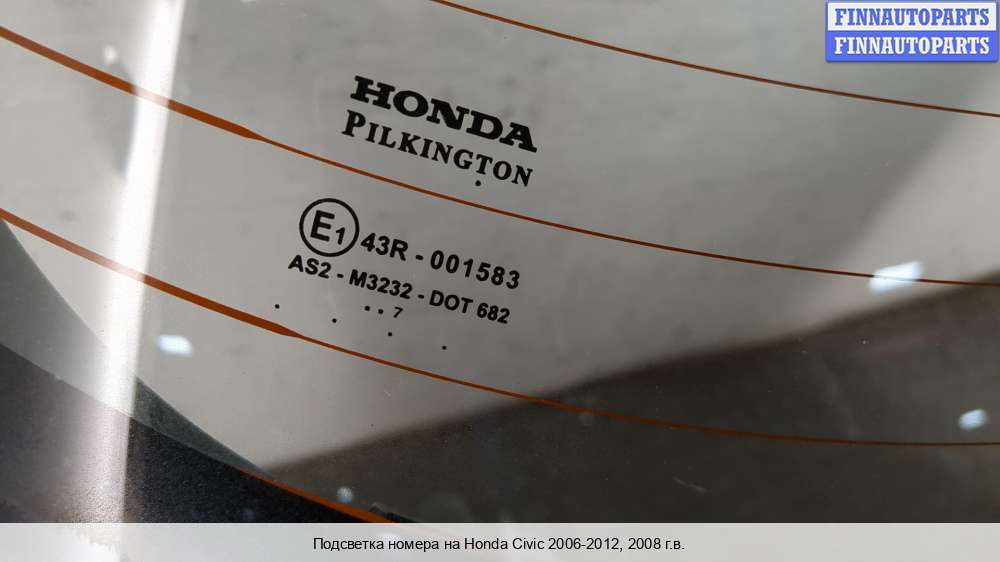 FINNAUTOPARTS
FINNAUTOPARTS
HONDA
PILKINGTON
E1 43R - 001583
AS2 - M3232 - DOT 682
. . 7
Подсветка номера на Honda Civic 2006-2012, 2008 г.в.